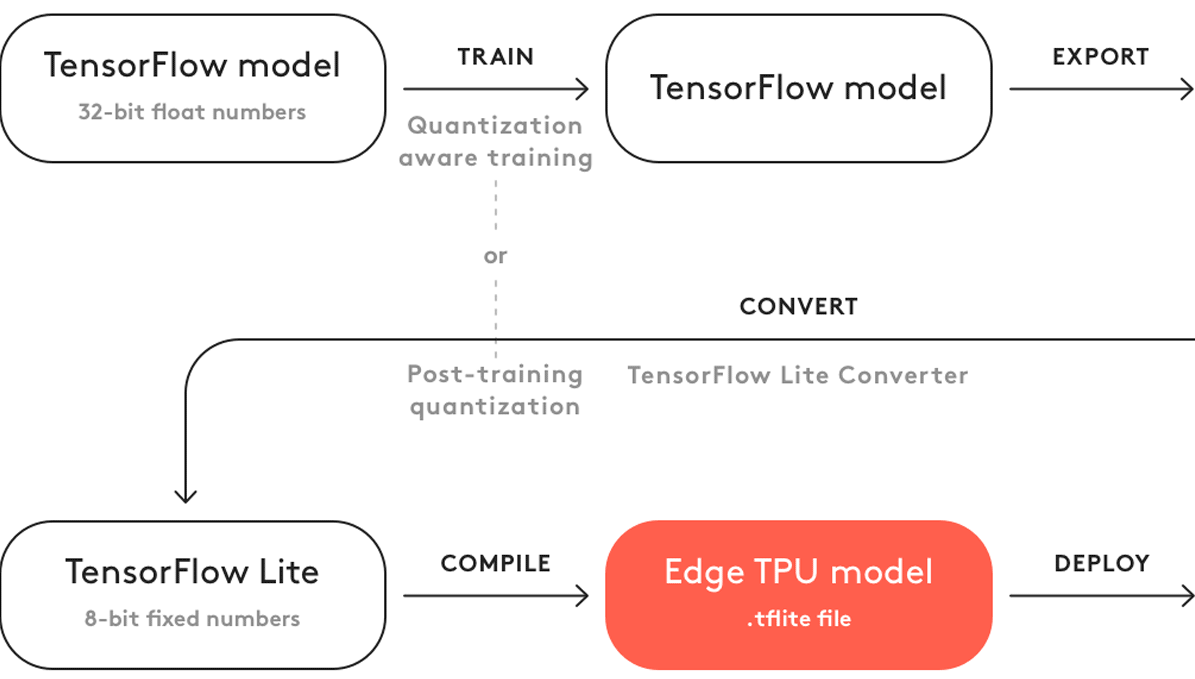 TensorFlow model
32-bit float numbers
TRAIN
Quantization
aware training
TensorFlow model
EXPORT
or
CONVERT
Post-training
quantization
TensorFlow Lite Converter
TensorFlow Lite
8-bit fixed numbers
COMPILE
Edge TPU model
.tflite file
DEPLOY